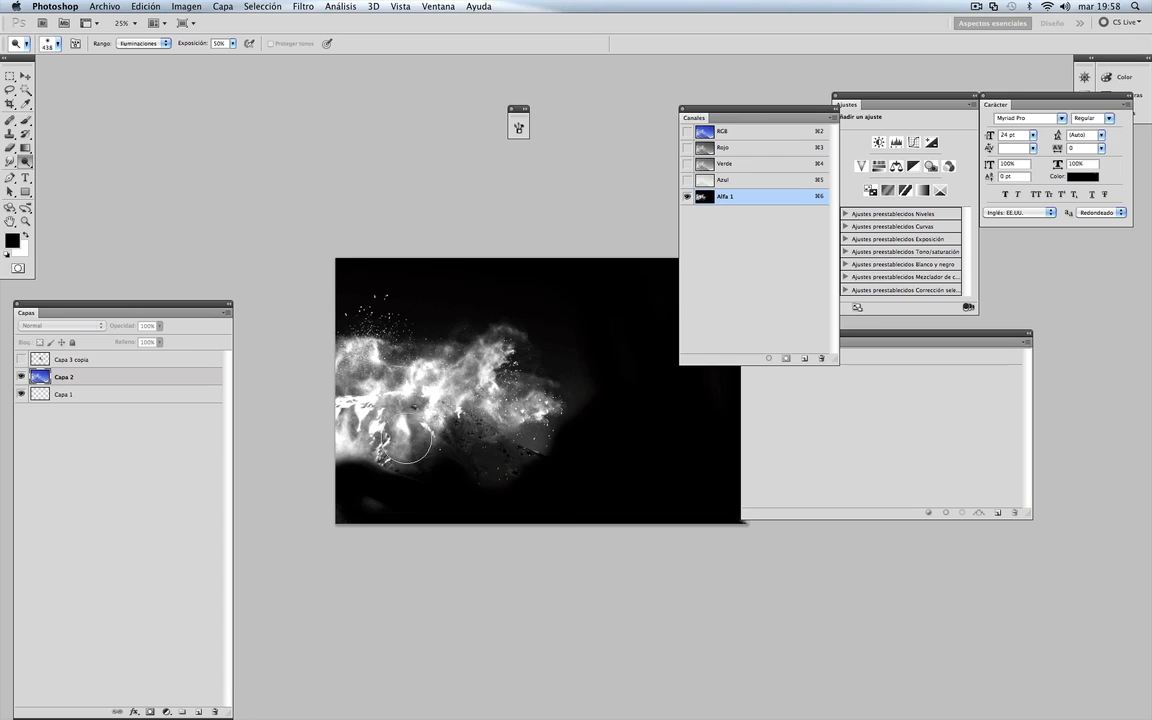 Photoshop Archivo Edición Imagen Capa Selección Filtro Análisis 3D Vista Ventana Ayuda mar 19:58
Ps Br Mb 25% Aspectos esenciales Diseño CS Live
438 Rango: Iluminaciones Exposición: 50% Proteger tonos
Color
Canales
RGB ⌘2
Rojo ⌘3
Verde ⌘4
Azul ⌘5
Alfa 1 ⌘6
Ajustes
Añadir un ajuste
Ajustes preestablecidos Niveles
Ajustes preestablecidos Curvas
Ajustes preestablecidos Exposición
Ajustes preestablecidos Tono/saturación
Ajustes preestablecidos Blanco y negro
Ajustes preestablecidos Mezclador de c...
Ajustes preestablecidos Corrección sele...
Carácter
Myriad Pro Regular
24 pt (Auto)
0
100% 100%
0 pt Color:
Inglés: EE.UU. Redondeado
Capas
Normal Opacidad: 100%
Bloq.: Relleno: 100%
Capa 3 copia
Capa 2
Capa 1